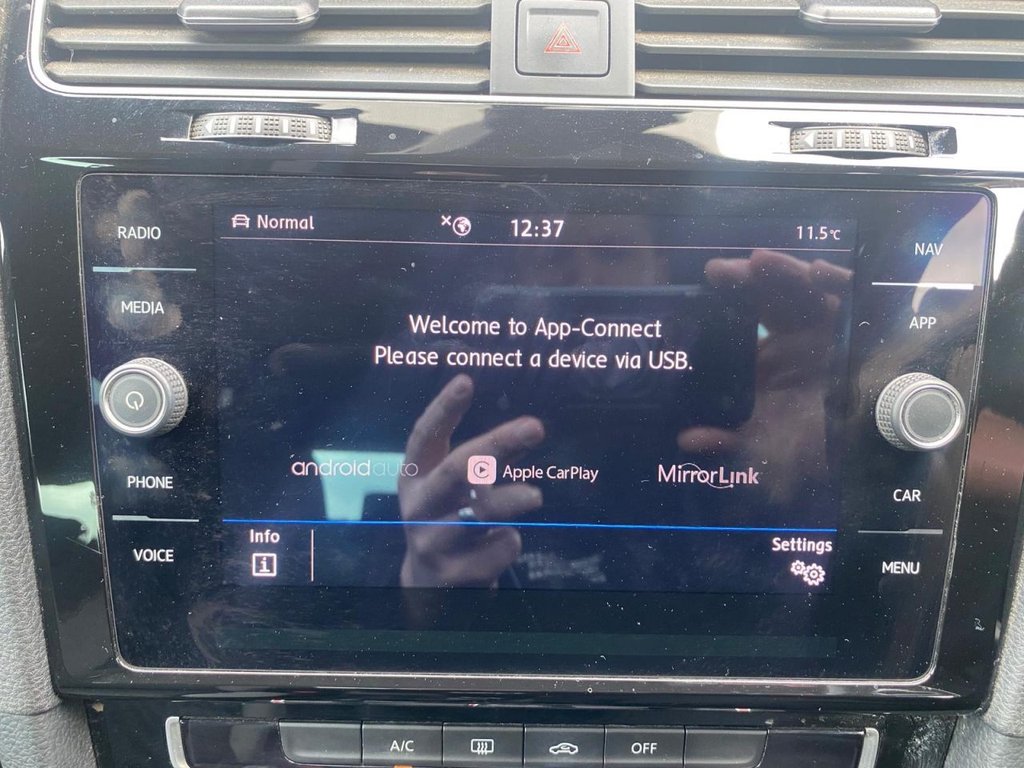 Normal 12:37 11.5°C
RADIO
MEDIA
PHONE
VOICE
Welcome to App-Connect
Please connect a device via USB.
androidauto Apple CarPlay MirrorLink
Info Settings
NAV
APP
CAR
MENU
A/C OFF